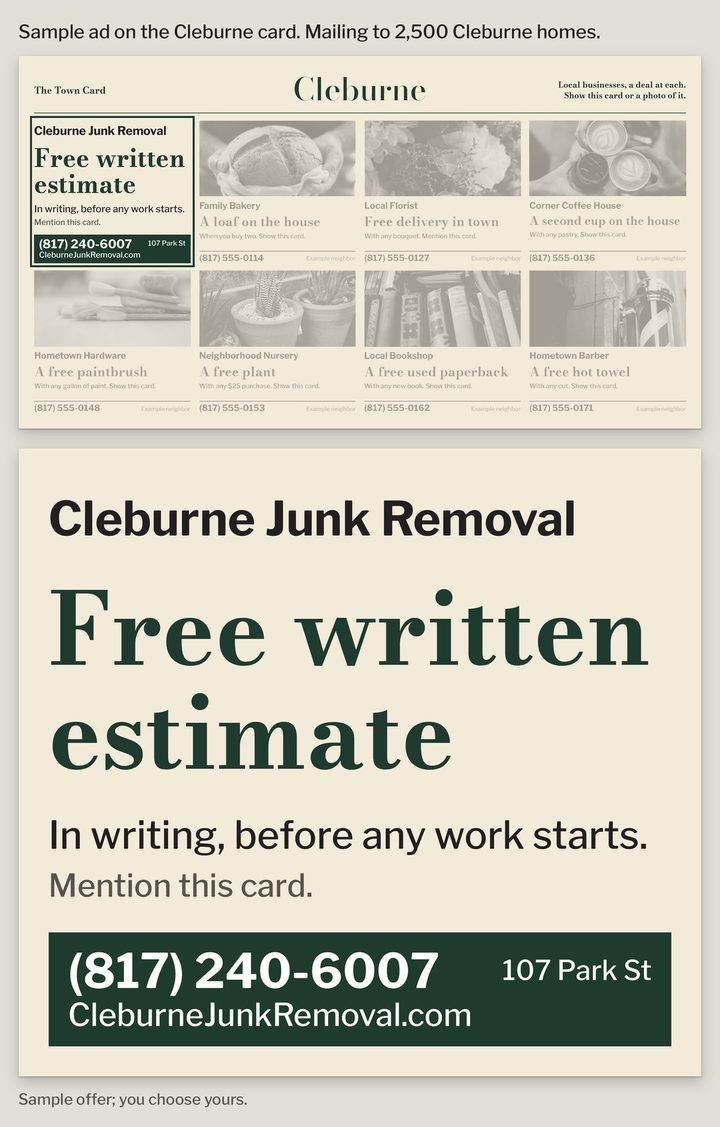 Sample ad on the Cleburne card. Mailing to 2,500 Cleburne homes.
The Town Card
Cleburne
Local businesses, a deal at each.
Show this card or a photo of it.
Cleburne Junk Removal
Free written
estimate
In writing, before any work starts.
Mention this card.
(817) 240-6007
107 Park St
CleburneJunkRemoval.com
Family Bakery
A loaf on the house
When you buy two. Show this card.
(817) 555-0114
Example neighbor
Local Florist
Free delivery in town
With any bouquet. Mention this card.
(817) 555-0127
Example neighbor
Corner Coffee House
A second cup on the house
With any pastry. Show this card.
(817) 555-0136
Example neighbor
Hometown Hardware
A free paintbrush
With any gallon of paint. Show this card.
(817) 555-0148
Example neighbor
Neighborhood Nursery
A free plant
With any $25 purchase. Show this card.
(817) 555-0153
Example neighbor
Local Bookshop
A free used paperback
With any new book. Show this card.
(817) 555-0162
Example neighbor
Hometown Barber
A free hot towel
With any cut. Show this card.
(817) 555-0171
Example neighbor
Cleburne Junk Removal
Free written
estimate
In writing, before any work starts.
Mention this card.
(817) 240-6007
107 Park St
CleburneJunkRemoval.com
Sample offer; you choose yours.